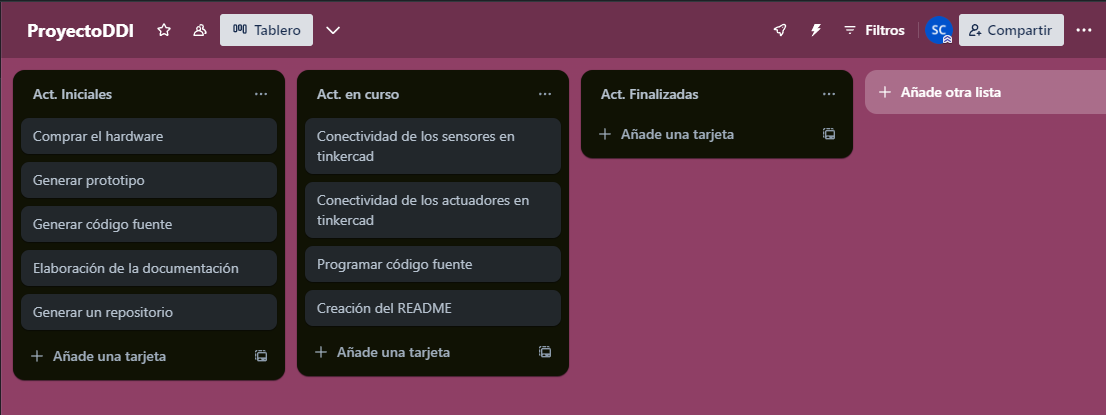 ProyectoDDI
Tablero
Filtros
SC
Compartir
Act. Iniciales
Comprar el hardware
Generar prototipo
Generar código fuente
Elaboración de la documentación
Generar un repositorio
Añade una tarjeta
Act. en curso
Conectividad de los sensores en
tinkercad
Conectividad de los actuadores en
tinkercad
Programar código fuente
Creación del README
Añade una tarjeta
Act. Finalizadas
Añade una tarjeta
Añade otra lista